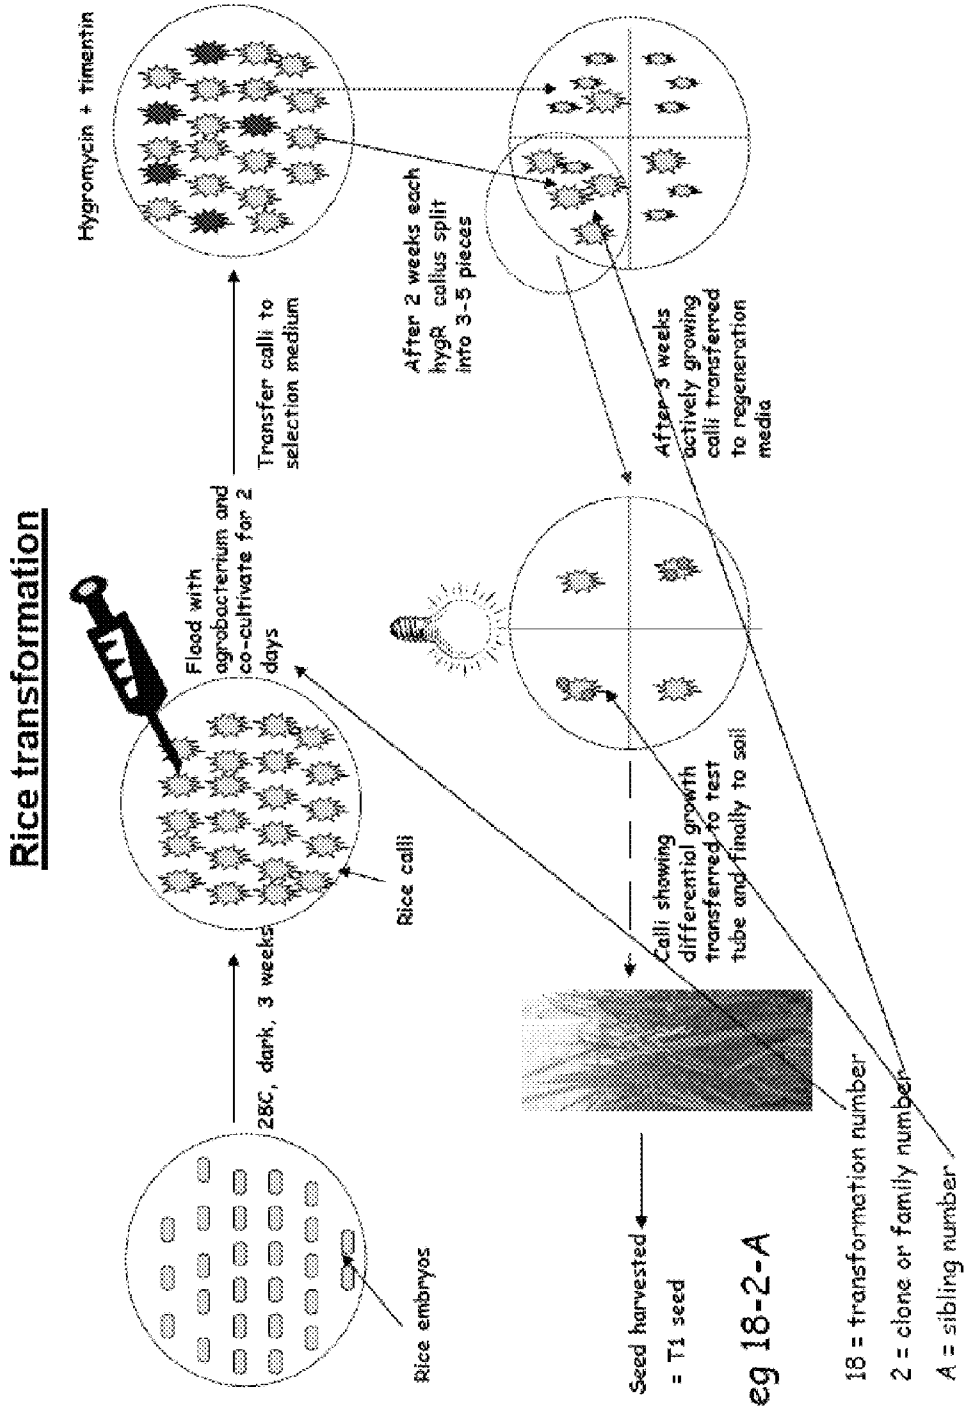 Rice transformation
28C, dark, 3 weeks
Rice embryos
Rice calli
Flood with
agrobacterium and
co-cultivate for 2
days
Transfer calli to
selection medium
Hygromycin + timentin
After 2 weeks each
hygR callus split
into 3-5 pieces
After 3 weeks
actively growing
calli transferred
to regeneration
media
Calli showing
differential growth
transferred to test
tube and finally to soil
Seed harvested
= T1 seed
eg 18-2-A
18 = transformation number
2 = clone or family number
A = sibling number